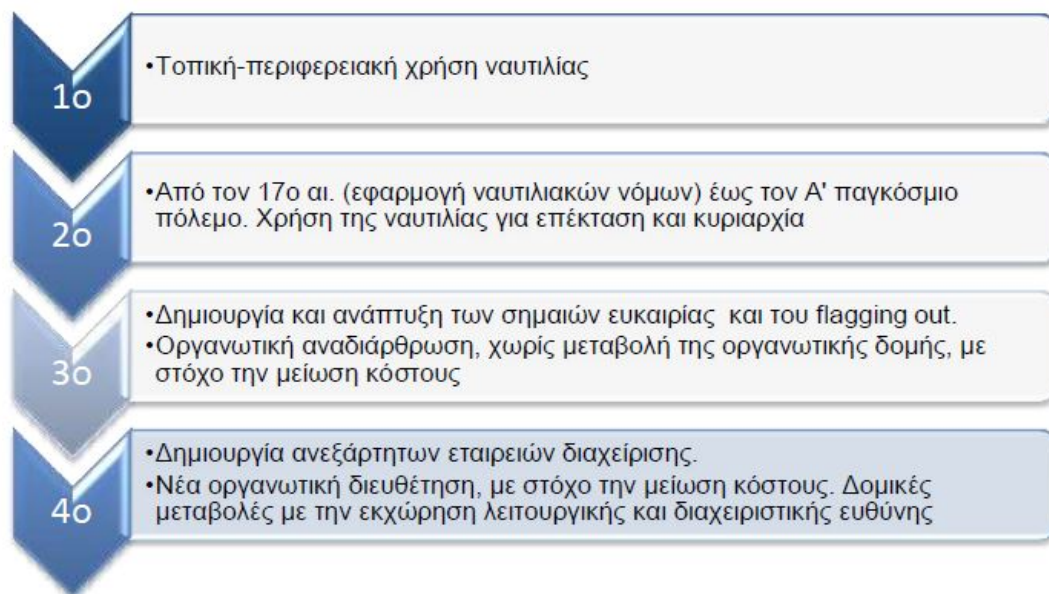 1ο
•Τοπική-περιφερειακή χρήση ναυτιλίας
2ο
•Από τον 17ο αι. (εφαρμογή ναυτιλιακών νόμων) έως τον Α' παγκόσμιο
πόλεμο. Χρήση της ναυτιλίας για επέκταση και κυριαρχία
3ο
•Δημιουργία και ανάπτυξη των σημαιών ευκαιρίας και του flagging out.
•Οργανωτική αναδιάρθρωση, χωρίς μεταβολή της οργανωτικής δομής, με
στόχο την μείωση κόστους
4ο
•Δημιουργία ανεξάρτητων εταιρειών διαχείρισης.
•Νέα οργανωτική διευθέτηση, με στόχο την μείωση κόστους. Δομικές
μεταβολές με την εκχώρηση λειτουργικής και διαχειριστικής ευθύνης